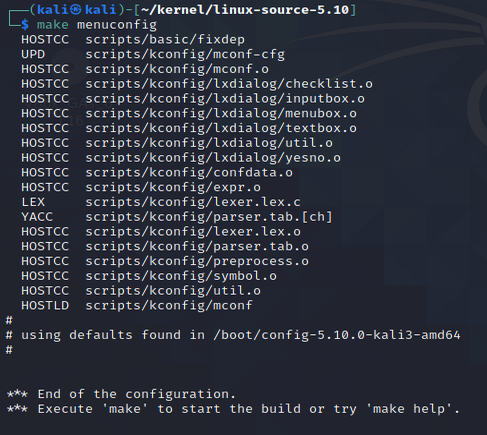 ┌──(kali㉿kali)-[~/kernel/linux-source-5.10]
└─$ make menuconfig
HOSTCC  scripts/basic/fixdep
UPD     scripts/kconfig/mconf-cfg
HOSTCC  scripts/kconfig/mconf.o
HOSTCC  scripts/kconfig/lxdialog/checklist.o
HOSTCC  scripts/kconfig/lxdialog/inputbox.o
HOSTCC  scripts/kconfig/lxdialog/menubox.o
HOSTCC  scripts/kconfig/lxdialog/textbox.o
HOSTCC  scripts/kconfig/lxdialog/util.o
HOSTCC  scripts/kconfig/lxdialog/yesno.o
HOSTCC  scripts/kconfig/confdata.o
HOSTCC  scripts/kconfig/expr.o
LEX     scripts/kconfig/lexer.lex.c
YACC    scripts/kconfig/parser.tab.[ch]
HOSTCC  scripts/kconfig/lexer.lex.o
HOSTCC  scripts/kconfig/parser.tab.o
HOSTCC  scripts/kconfig/preprocess.o
HOSTCC  scripts/kconfig/symbol.o
HOSTCC  scripts/kconfig/util.o
HOSTLD  scripts/kconfig/mconf
#
# using defaults found in /boot/config-5.10.0-kali3-amd64
#
*** End of the configuration.
*** Execute 'make' to start the build or try 'make help'.